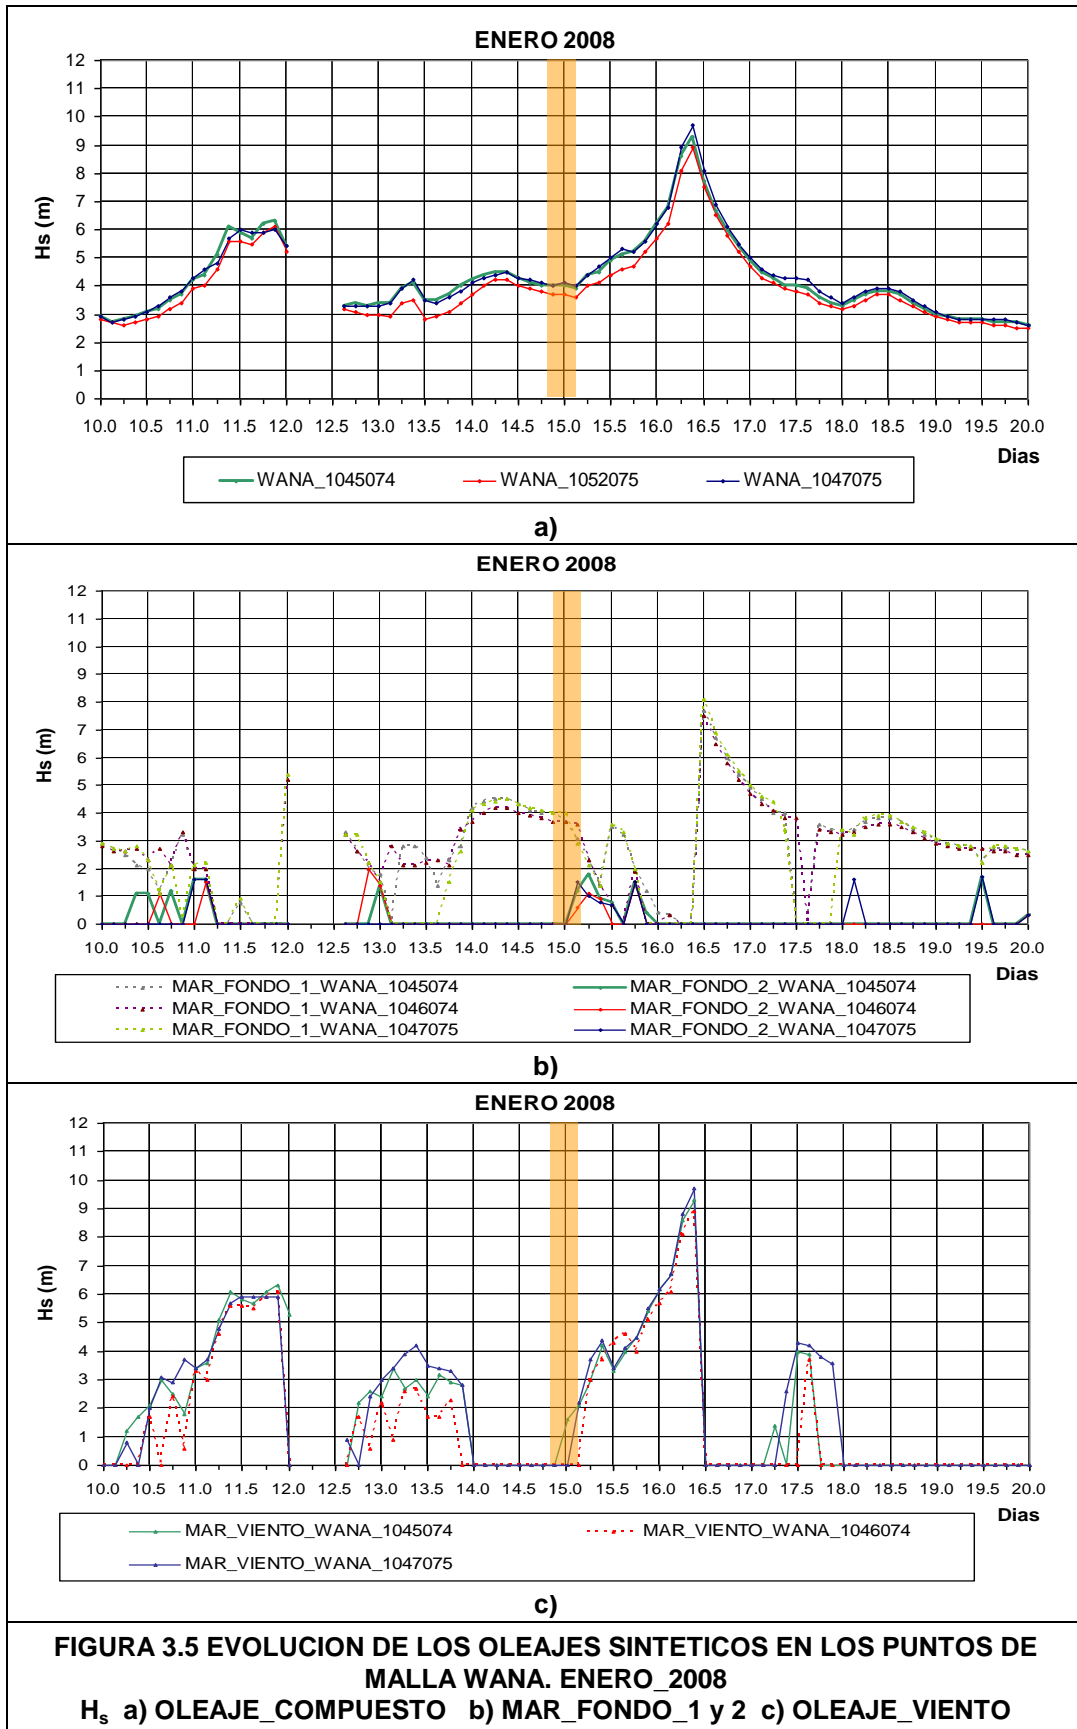 ENERO 2008
12
11
10
9
8
7
6
5
4
3
2
1
0
Hs (m)
10.0 10.5 11.0 11.5 12.0 12.5 13.0 13.5 14.0 14.5 15.0 15.5 16.0 16.5 17.0 17.5 18.0 18.5 19.0 19.5 20.0
Dias
WANA_1045074 WANA_1052075 WANA_1047075
a)
ENERO 2008
12
11
10
9
8
7
6
5
4
3
2
1
0
Hs (m)
10.0 10.5 11.0 11.5 12.0 12.5 13.0 13.5 14.0 14.5 15.0 15.5 16.0 16.5 17.0 17.5 18.0 18.5 19.0 19.5 20.0
Dias
MAR_FONDO_1_WANA_1045074 MAR_FONDO_2_WANA_1045074
MAR_FONDO_1_WANA_1046074 MAR_FONDO_2_WANA_1046074
MAR_FONDO_1_WANA_1047075 MAR_FONDO_2_WANA_1047075
b)
ENERO 2008
12
11
10
9
8
7
6
5
4
3
2
1
0
Hs (m)
10.0 10.5 11.0 11.5 12.0 12.5 13.0 13.5 14.0 14.5 15.0 15.5 16.0 16.5 17.0 17.5 18.0 18.5 19.0 19.5 20.0
Dias
MAR_VIENTO_WANA_1045074 MAR_VIENTO_WANA_1046074
MAR_VIENTO_WANA_1047075
c)
FIGURA 3.5 EVOLUCION DE LOS OLEAJES SINTETICOS EN LOS PUNTOS DE
MALLA WANA. ENERO_2008
Hs a) OLEAJE_COMPUESTO b) MAR_FONDO_1 y 2 c) OLEAJE_VIENTO